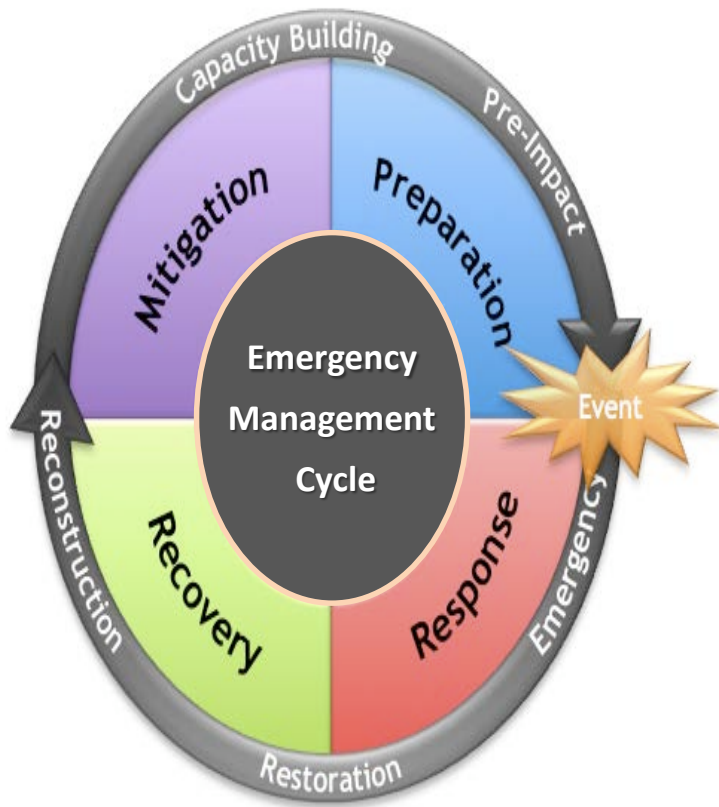 Capacity Building
Pre-Impact
Mitigation
Preparation
Emergency
Management
Cycle
Event
Reconstruction
Recovery
Response
Emergency
Restoration